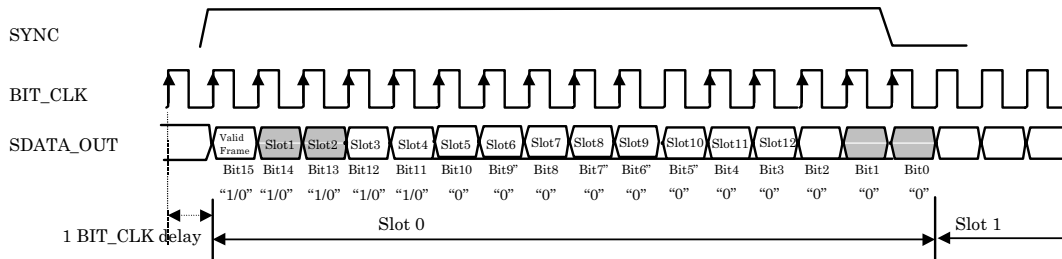 SYNC
BIT_CLK
SDATA_OUT
Valid Frame Slot1 Slot2 Slot3 Slot4 Slot5 Slot6 Slot7 Slot8 Slot9 Slot10 Slot11 Slot12
Bit15 Bit14 Bit13 Bit12 Bit11 Bit10 Bit9” Bit8 Bit7” Bit6” Bit5” Bit4 Bit3 Bit2 Bit1 Bit0
“1/0” “1/0” “1/0” “1/0” “1/0” “0” “0” “0” “0” “0” “0” “0” “0” “0” “0” “0”
1 BIT_CLK delay Slot 0 Slot 1